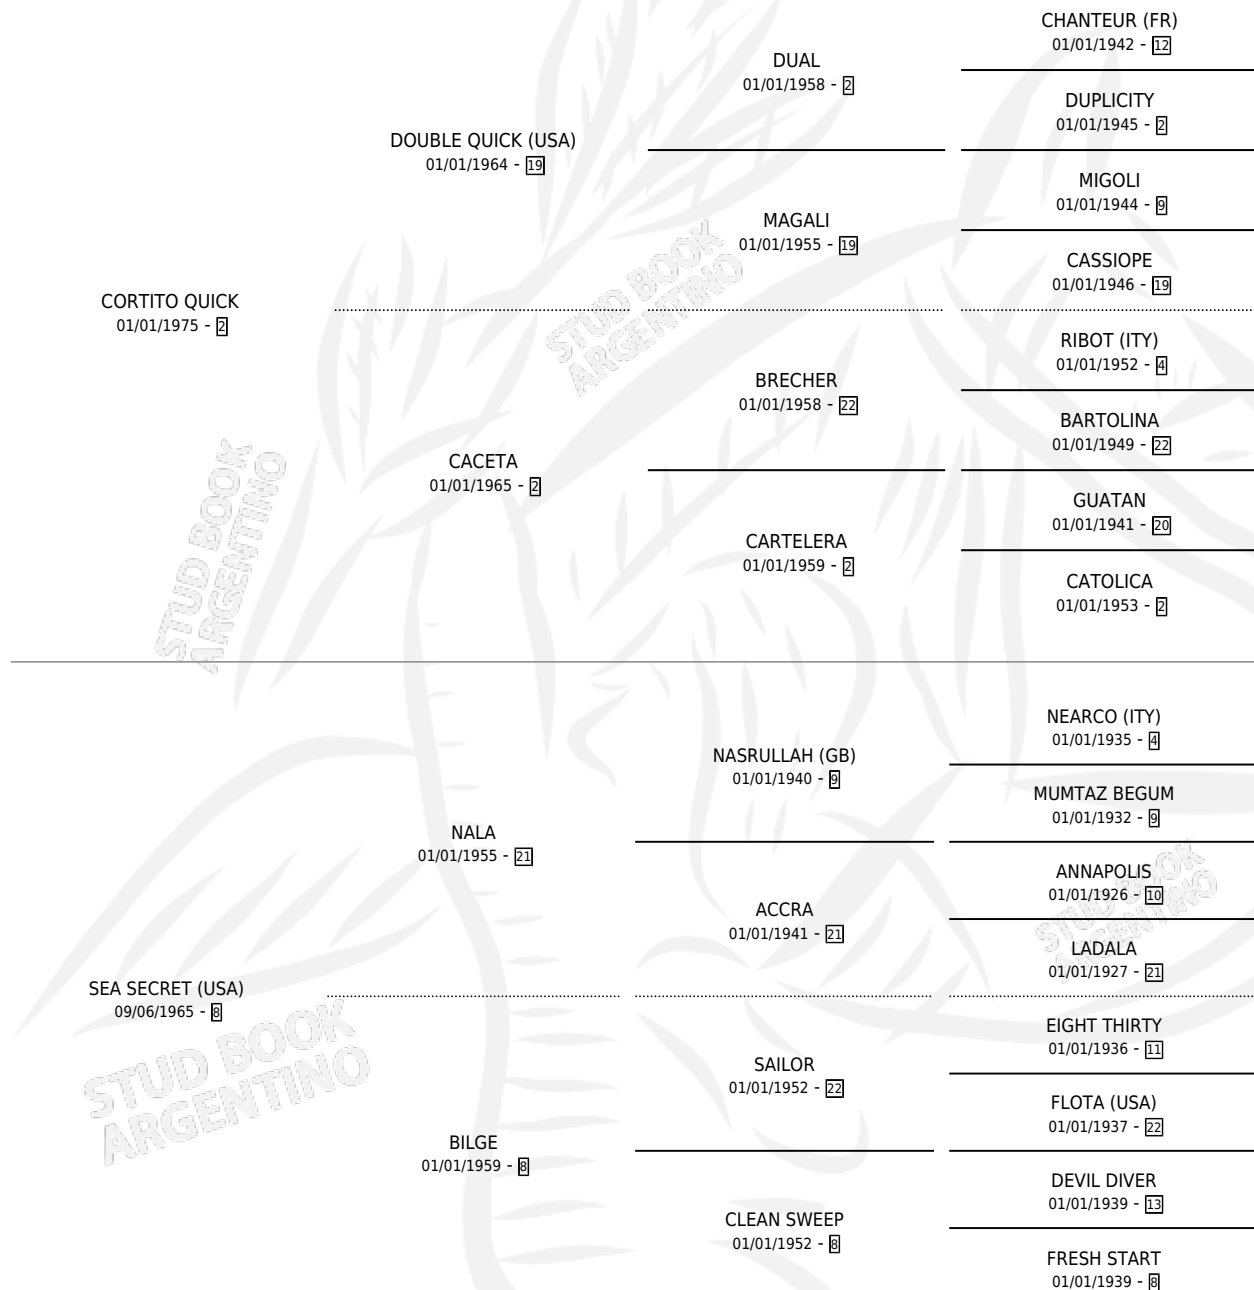 CHANTEUR (FR)
01/01/1942 - 12
DUAL
01/01/1958 - 2
DUPLICITY
01/01/1945 - 2
DOUBLE QUICK (USA)
01/01/1964 - 19
MIGOLI
01/01/1944 - 9
MAGALI
01/01/1955 - 19
CASSIOPE
01/01/1946 - 19
CORTITO QUICK
01/01/1975 - 2
STUD BOOK
ARGENTINO
RIBOT (ITY)
01/01/1952 - 4
BRECHER
01/01/1958 - 22
BARTOLINA
01/01/1949 - 22
CACETA
01/01/1965 - 2
STUD BOOK
ARGENTINO
GUATAN
01/01/1941 - 20
CARTELERA
01/01/1959 - 2
CATOLICA
01/01/1953 - 2
NEARCO (ITY)
01/01/1935 - 4
NASRULLAH (GB)
01/01/1940 - 9
MUMTAZ BEGUM
01/01/1932 - 9
NALA
01/01/1955 - 21
ANNAPOLIS
01/01/1926 - 10
STUD BOOK
ARGENTINO
ACCRA
01/01/1941 - 21
LADALA
01/01/1927 - 21
SEA SECRET (USA)
09/06/1965 - 8
STUD BOOK
ARGENTINO
EIGHT THIRTY
01/01/1936 - 11
SAILOR
01/01/1952 - 22
FLOTA (USA)
01/01/1937 - 22
BILGE
01/01/1959 - 8
DEVIL DIVER
01/01/1939 - 13
CLEAN SWEEP
01/01/1952 - 8
FRESH START
01/01/1939 - 8